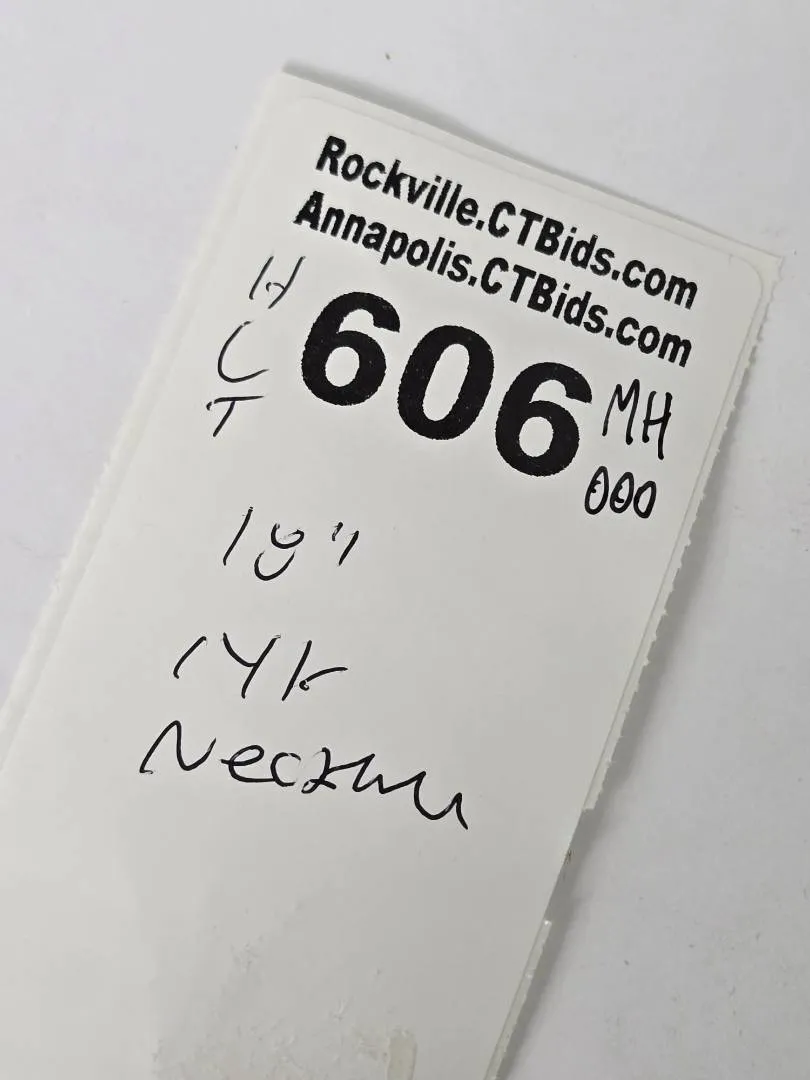 Rockville.CTBids.com
Annapolis.CTBids.com
H
C
T
606
MH
000
18"
14k